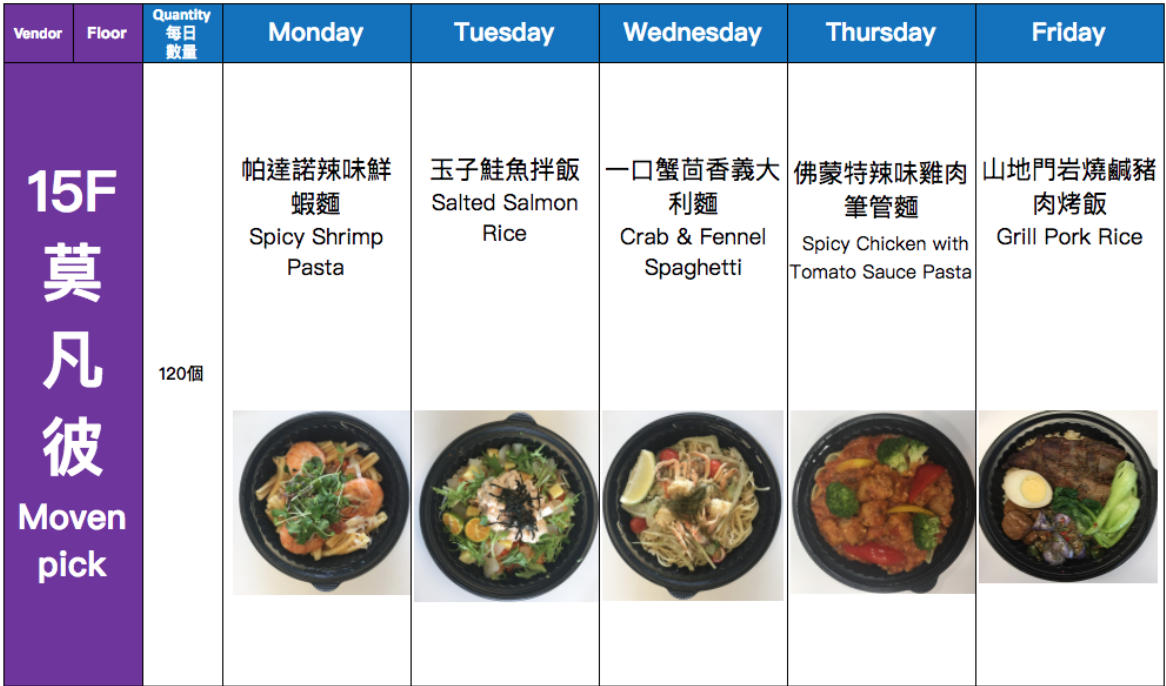 Vendor
Floor
Quantity
每日
數量
Monday
Tuesday
Wednesday
Thursday
Friday
15F
莫
凡
彼
Moven
pick
120個
帕達諾辣味鮮
蝦麵
Spicy Shrimp
Pasta
玉子鮭魚拌飯
Salted Salmon
Rice
一口蟹茴香義大
利麵
Crab & Fennel
Spaghetti
佛蒙特辣味雞肉
筆管麵
Spicy Chicken with
Tomato Sauce Pasta
山地門岩燒鹹豬
肉烤飯
Grill Pork Rice